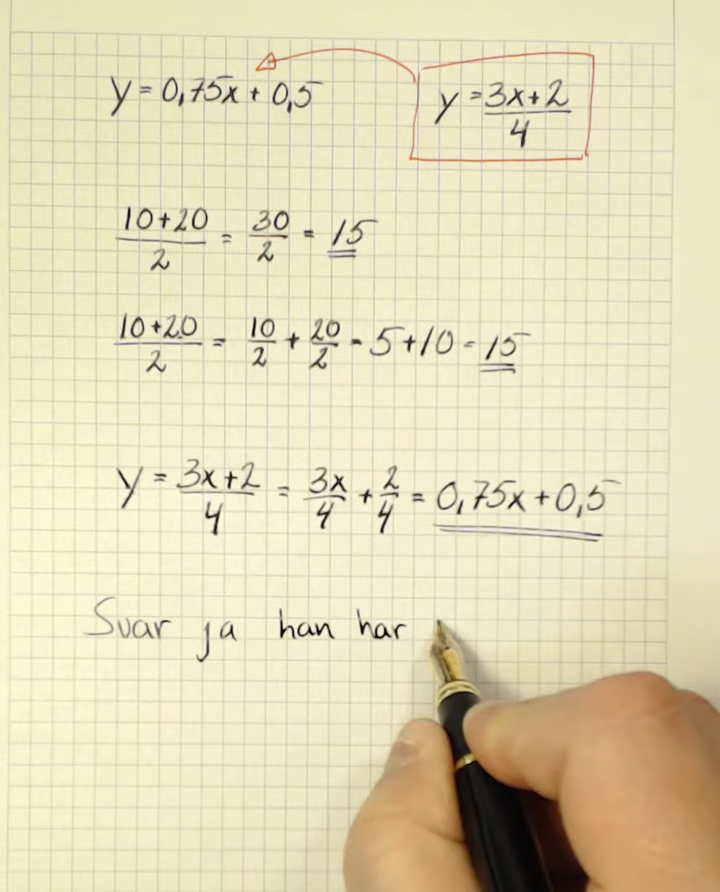 y = 0,75x + 0,5 y = (3x+2)/4
(10+20)/2 = 30/2 = 15
(10+20)/2 = 10/2 + 20/2 = 5+10 = 15
y = (3x+2)/4 = 3x/4 + 2/4 = 0,75x + 0,5
Svar ja han har